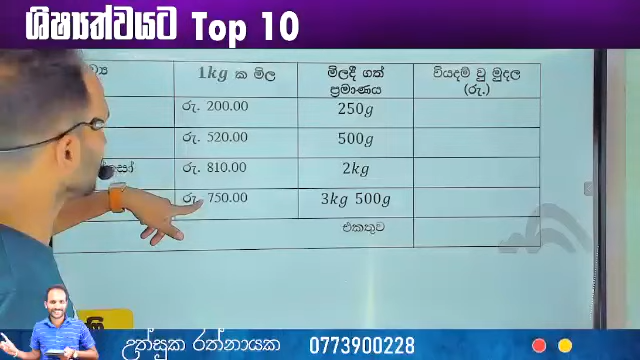 ශිෂ්‍යත්වයට Top 10
1kg ක මිල
මිලදී ගත් ප්‍රමාණය
වියදම් වූ මුදල (රු.)
රු. 200.00
250g
රු. 520.00
500g
රු. 810.00
2kg
රු. 750.00
3kg 500g
එකතුව
උත්සුක රත්නායක
0773900228